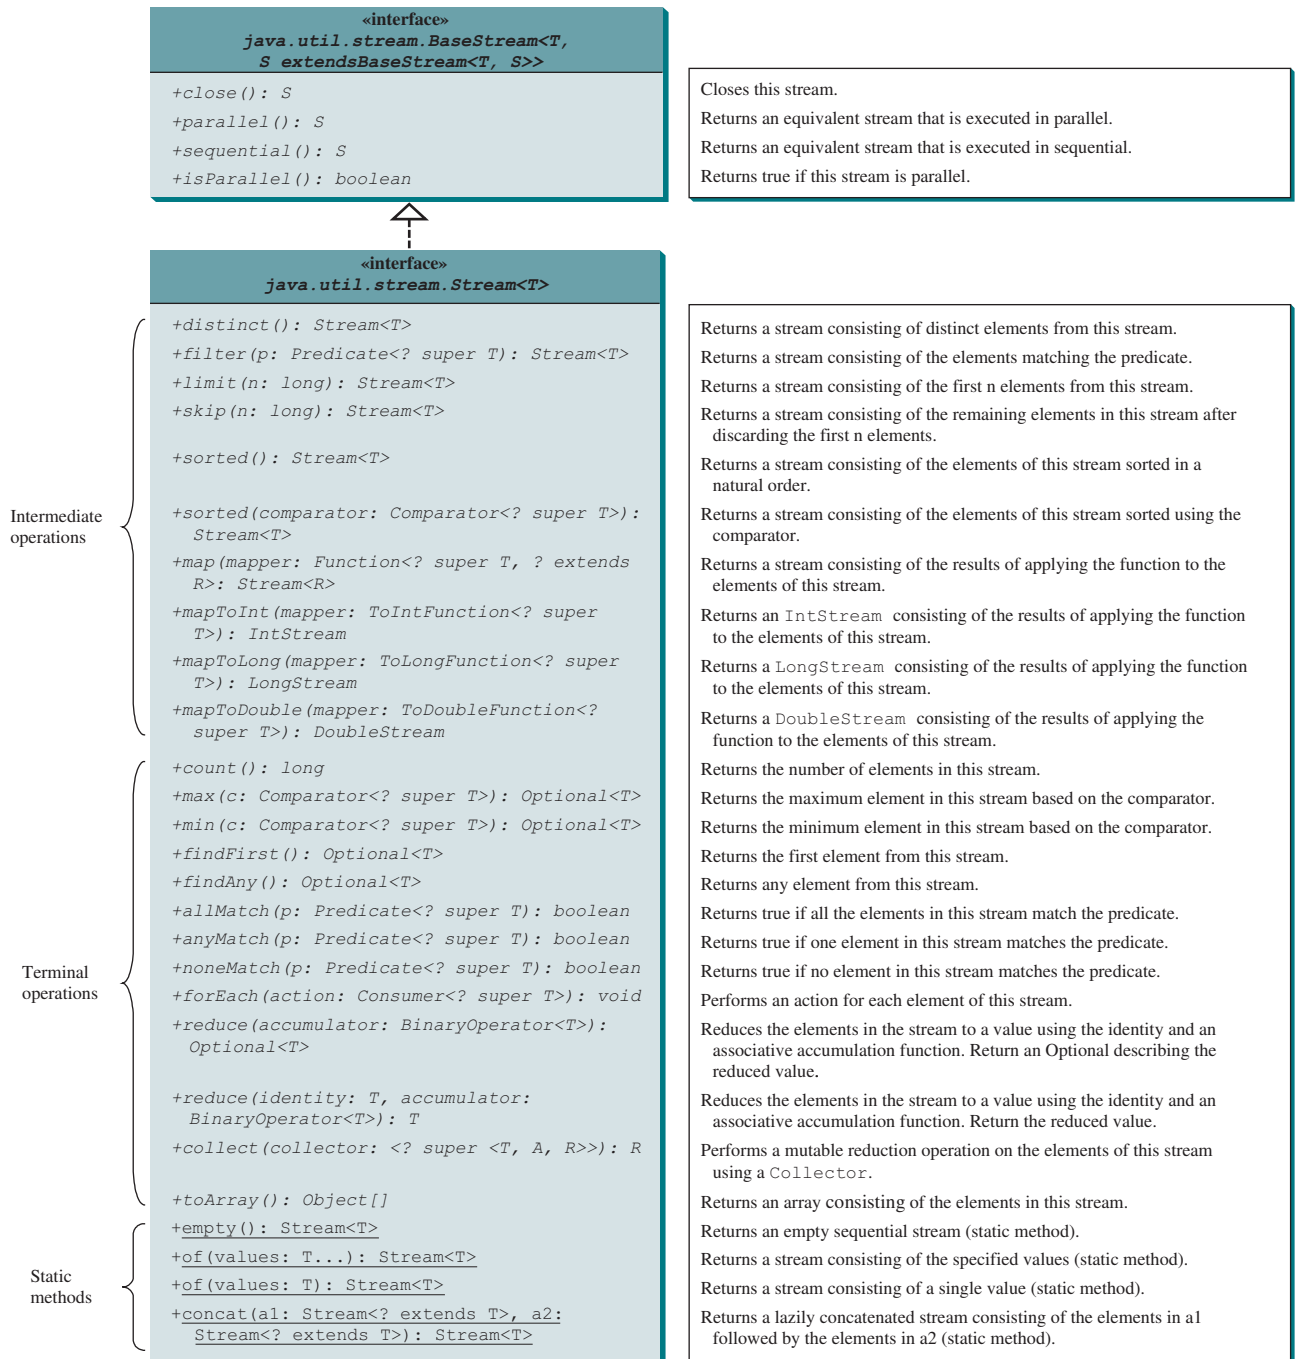 «interface»
java.util.stream.BaseStream<T,
S extendsBaseStream<T, S>>
+close(): S
+parallel(): S
+sequential(): S
+isParallel(): boolean
Closes this stream.
Returns an equivalent stream that is executed in parallel.
Returns an equivalent stream that is executed in sequential.
Returns true if this stream is parallel.
«interface»
java.util.stream.Stream<T>
Intermediate
operations
+distinct(): Stream<T>
+filter(p: Predicate<? super T): Stream<T>
+limit(n: long): Stream<T>
+skip(n: long): Stream<T>
+sorted(): Stream<T>
+sorted(comparator: Comparator<? super T>):
Stream<T>
+map(mapper: Function<? super T, ? extends
R>: Stream<R>
+mapToInt(mapper: ToIntFunction<? super
T>): IntStream
+mapToLong(mapper: ToLongFunction<? super
T>): LongStream
+mapToDouble(mapper: ToDoubleFunction<?
super T>): DoubleStream
Terminal
operations
+count(): long
+max(c: Comparator<? super T>): Optional<T>
+min(c: Comparator<? super T>): Optional<T>
+findFirst(): Optional<T>
+findAny(): Optional<T>
+allMatch(p: Predicate<? super T): boolean
+anyMatch(p: Predicate<? super T): boolean
+noneMatch(p: Predicate<? super T): boolean
+forEach(action: Consumer<? super T>): void
+reduce(accumulator: BinaryOperator<T>):
Optional<T>
+reduce(identity: T, accumulator:
BinaryOperator<T>): T
+collect(collector: <? super <T, A, R>>): R
+toArray(): Object[]
Static
methods
+empty(): Stream<T>
+of(values: T...): Stream<T>
+of(values: T): Stream<T>
+concat(a1: Stream<? extends T>, a2:
Stream<? extends T>): Stream<T>
Returns a stream consisting of distinct elements from this stream.
Returns a stream consisting of the elements matching the predicate.
Returns a stream consisting of the first n elements from this stream.
Returns a stream consisting of the remaining elements in this stream after
discarding the first n elements.
Returns a stream consisting of the elements of this stream sorted in a
natural order.
Returns a stream consisting of the elements of this stream sorted using the
comparator.
Returns a stream consisting of the results of applying the function to the
elements of this stream.
Returns an IntStream consisting of the results of applying the function
to the elements of this stream.
Returns a LongStream consisting of the results of applying the function
to the elements of this stream.
Returns a DoubleStream consisting of the results of applying the
function to the elements of this stream.
Returns the number of elements in this stream.
Returns the maximum element in this stream based on the comparator.
Returns the minimum element in this stream based on the comparator.
Returns the first element from this stream.
Returns any element from this stream.
Returns true if all the elements in this stream match the predicate.
Returns true if one element in this stream matches the predicate.
Returns true if no element in this stream matches the predicate.
Performs an action for each element of this stream.
Reduces the elements in the stream to a value using the identity and an
associative accumulation function. Return an Optional describing the
reduced value.
Reduces the elements in the stream to a value using the identity and an
associative accumulation function. Return the reduced value.
Performs a mutable reduction operation on the elements of this stream
using a Collector.
Returns an array consisting of the elements in this stream.
Returns an empty sequential stream (static method).
Returns a stream consisting of the specified values (static method).
Returns a stream consisting of a single value (static method).
Returns a lazily concatenated stream consisting of the elements in a1
followed by the elements in a2 (static method).